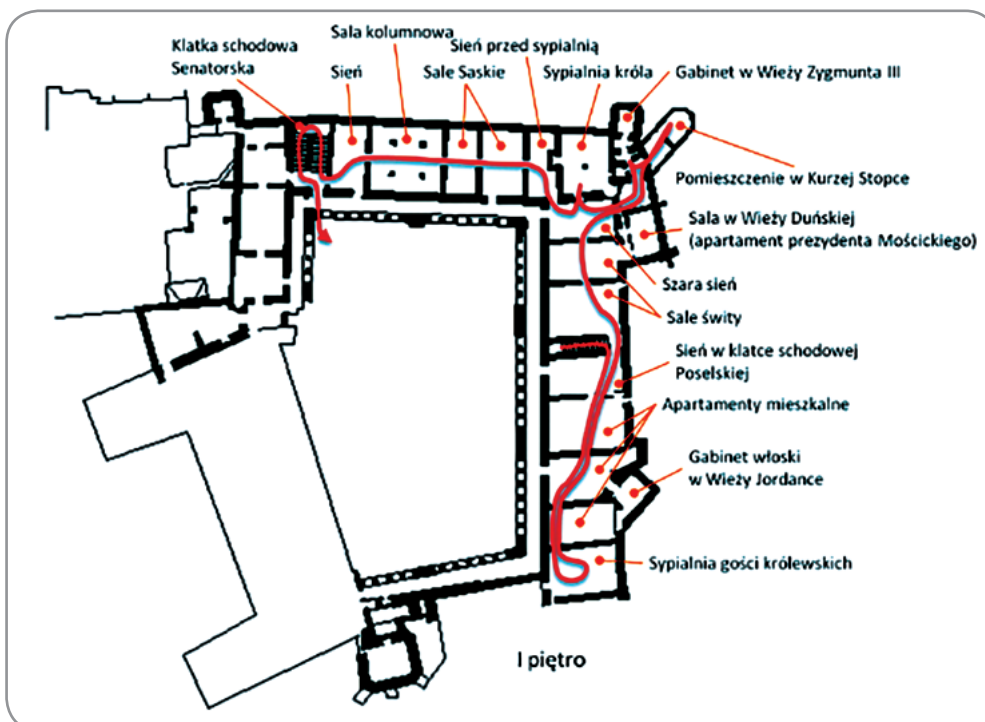 Klatka schodowa
Senatorska
Sala kolumnowa
Sień
Sień przed sypialnią
Sale Saskie
Sypialnia króla
Gabinet w Wieży Zygmunta III
Pomieszczenie w Kurzej Stopce
Sala w Wieży Duńskiej
(apartament prezydenta Mościckiego)
Szara sień
Sale świty
Sień w klatce schodowej
Poselskiej
Apartamenty mieszkalne
Gabinet włoski
w Wieży Jordance
Sypialnia gości królewskich
I piętro